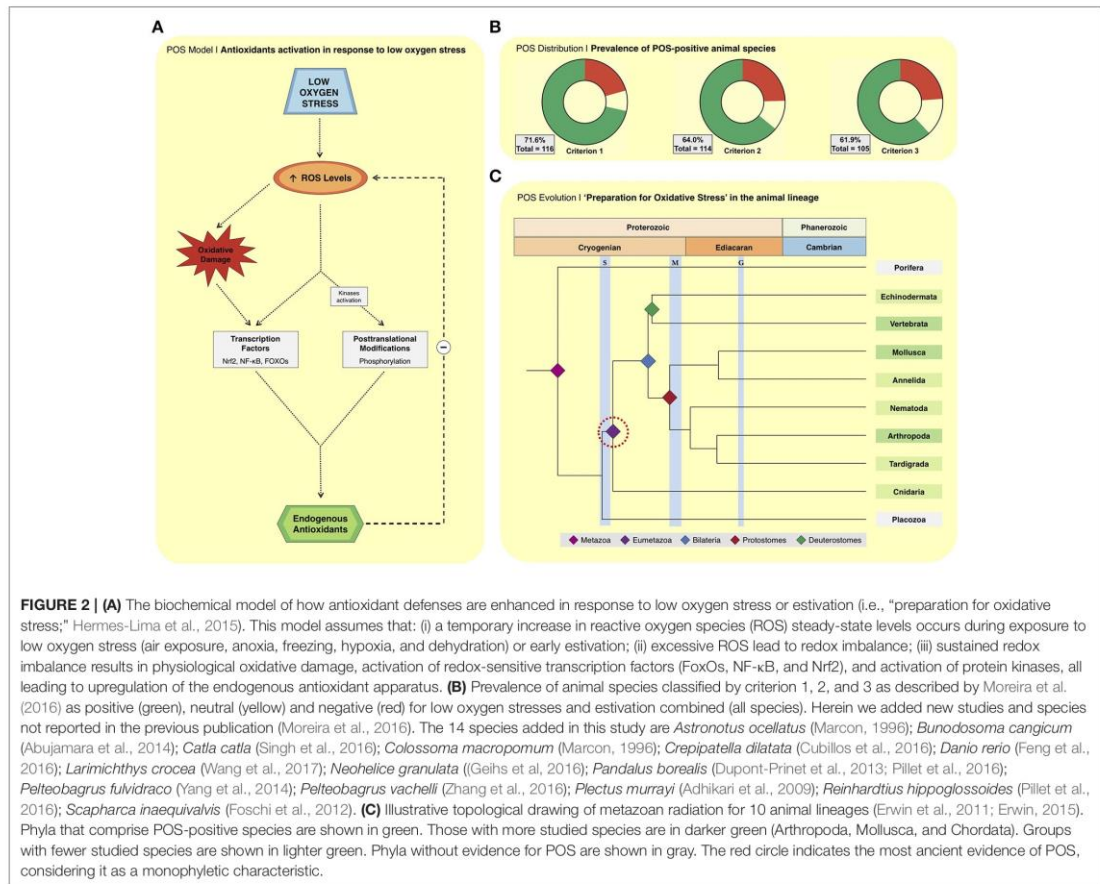 A
POS Model | Antioxidants activation in response to low oxygen stress
LOW
OXYGEN
STRESS
↑ ROS Levels
Oxidative
Damage
Kinases
activation
Transcription
Factors
Nrf2, NF-κB, FOXOs
Posttranslational
Modifications
Phosphorylation
−
Endogenous
Antioxidants
B
POS Distribution | Prevalence of POS-positive animal species
71.6%
Total = 116
Criterion 1
64.0%
Total = 114
Criterion 2
61.9%
Total = 105
Criterion 3
C
POS Evolution | 'Preparation for Oxidative Stress' in the animal lineage
Proterozoic
Phanerozoic
Cryogenian
Ediacaran
Cambrian
S
M
G
Porifera
Echinodermata
Vertebrata
Mollusca
Annelida
Nematoda
Arthropoda
Tardigrada
Cnidaria
Placozoa
Metazoa
Eumetazoa
Bilateria
Protostomes
Deuterostomes
FIGURE 2 | (A) The biochemical model of how antioxidant defenses are enhanced in response to low oxygen stress or estivation (i.e., "preparation for oxidative
stress;" Hermes-Lima et al., 2015). This model assumes that: (i) a temporary increase in reactive oxygen species (ROS) steady-state levels occurs during exposure to
low oxygen stress (air exposure, anoxia, freezing, hypoxia, and dehydration) or early estivation; (ii) excessive ROS lead to redox imbalance; (iii) sustained redox
imbalance results in physiological oxidative damage, activation of redox-sensitive transcription factors (FoxOs, NF-κB, and Nrf2), and activation of protein kinases, all
leading to upregulation of the endogenous antioxidant apparatus. (B) Prevalence of animal species classified by criterion 1, 2, and 3 as described by Moreira et al.
(2016) as positive (green), neutral (yellow) and negative (red) for low oxygen stresses and estivation combined (all species). Herein we added new studies and species
not reported in the previous publication (Moreira et al., 2016). The 14 species added in this study are Astronotus ocellatus (Marcon, 1996); Bunodosoma cangicum
(Abujamara et al., 2014); Catla catla (Singh et al., 2016); Colossoma macropomum (Marcon, 1996); Crepipatella dilatata (Cubillos et al., 2016); Danio rerio (Feng et al.,
2016); Larimichthys crocea (Wang et al., 2017); Neohelice granulata ((Geihs et al, 2016); Pandalus borealis (Dupont-Prinet et al., 2013; Pillet et al., 2016);
Pelteobagrus fulvidraco (Yang et al., 2014); Pelteobagrus vachelli (Zhang et al., 2016); Plectus murrayi (Adhikari et al., 2009); Reinhardtius hippoglossoides (Pillet et al.,
2016); Scapharca inaequivalvis (Foschi et al., 2012). (C) Illustrative topological drawing of metazoan radiation for 10 animal lineages (Erwin et al., 2011; Erwin, 2015).
Phyla that comprise POS-positive species are shown in green. Those with more studied species are in darker green (Arthropoda, Mollusca, and Chordata). Groups
with fewer studied species are shown in lighter green. Phyla without evidence for POS are shown in gray. The red circle indicates the most ancient evidence of POS,
considering it as a monophyletic characteristic.